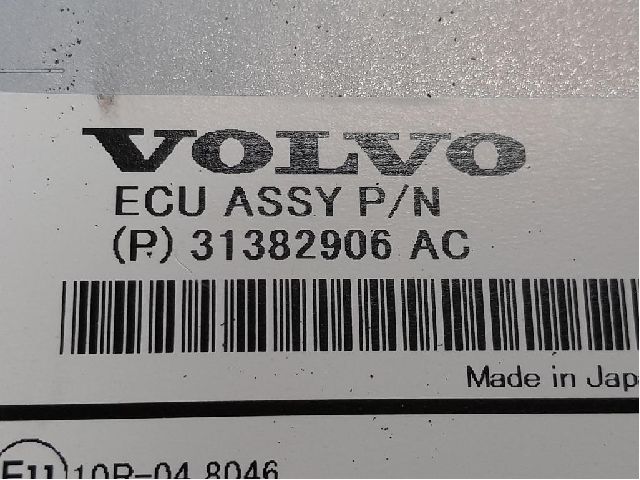 VOLVO
ECU ASSY P/N
(P) 31382906 AC
Made in Japa
E11 10R-04 8046